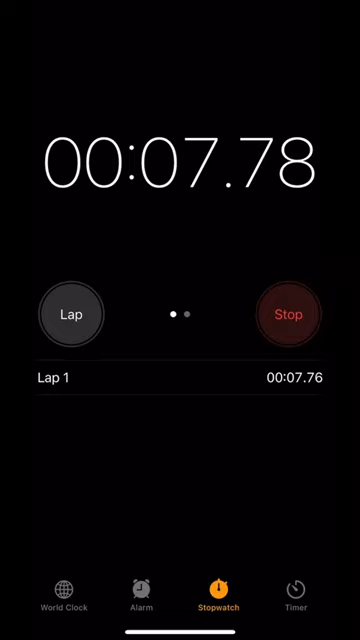 00:07.78
Lap
Stop
Lap 1 00:07.76
World Clock Alarm Stopwatch Timer